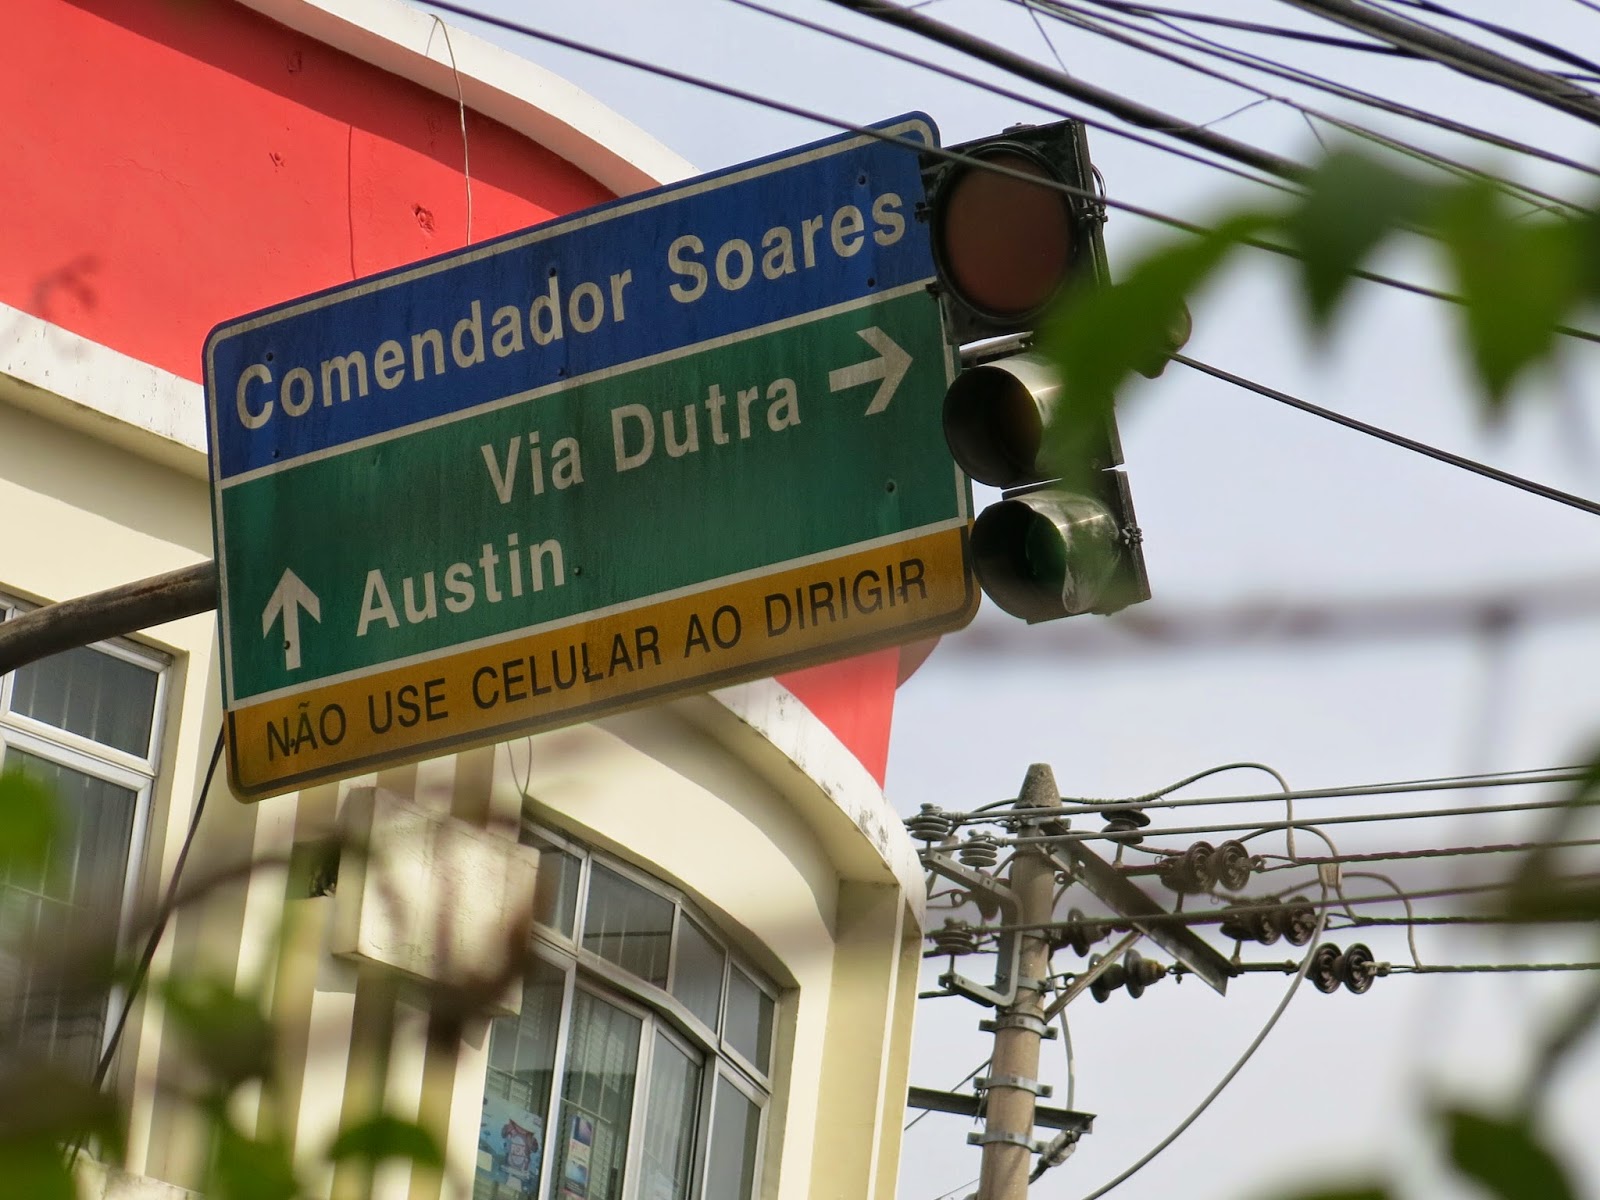 Comendador Soares
Via Dutra →
↑ Austin
NÃO USE CELULAR AO DIRIGIR